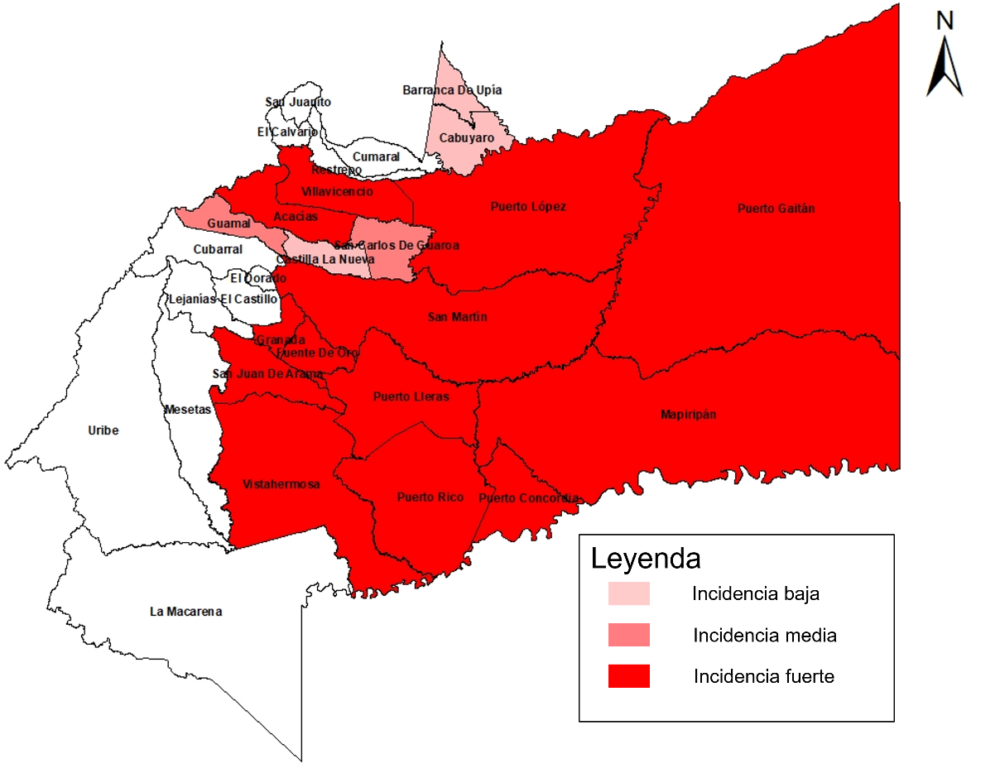 N
Barranca De Upía
San Juanito
El Calvario
Cabuyaro
Cumaral
Restrepo
Villavicencio
Puerto López
Puerto Gaitán
Acacías
Guamal
San Carlos De Guaroa
Cubarral
Castilla La Nueva
El Dorado
Lejanías
El Castillo
San Martín
Granada
Fuente De Oro
San Juan De Arama
Puerto Lleras
Mesetas
Mapiripán
Uribe
Vistahermosa
Puerto Rico
Puerto Concordia
La Macarena
Leyenda
Incidencia baja
Incidencia media
Incidencia fuerte